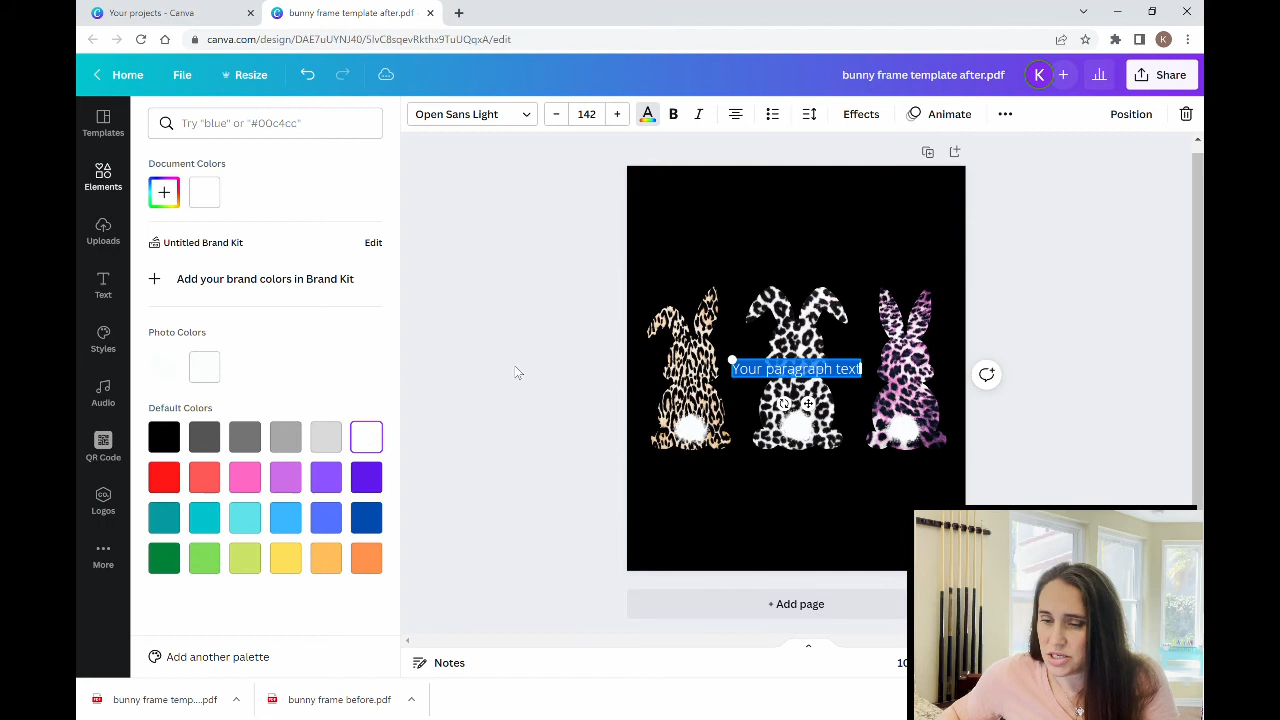 Your projects - Canva
bunny frame template after.pdf
canva.com/design/DAE7uUYNJ40/5lvC8sqevRkthx9TuUQqxA/edit
K
Home
File
Resize
bunny frame template after.pdf
K
Share
Templates
Elements
Uploads
Text
Styles
Audio
QR Code
CO.
Logos
More
Try "blue" or "#00c4cc"
Document Colors
Untitled Brand Kit
Edit
Add your brand colors in Brand Kit
Photo Colors
Default Colors
Add another palette
Open Sans Light
142
A
B
I
Effects
Animate
Position
Your paragraph text
+ Add page
Notes
10
bunny frame temp....pdf
bunny frame before.pdf